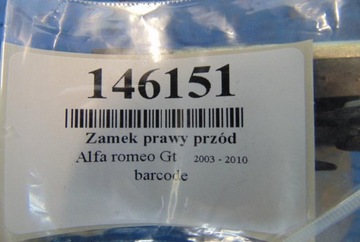 146151
Zamek prawy przód
Alfa romeo Gt 2003 - 2010
barcode